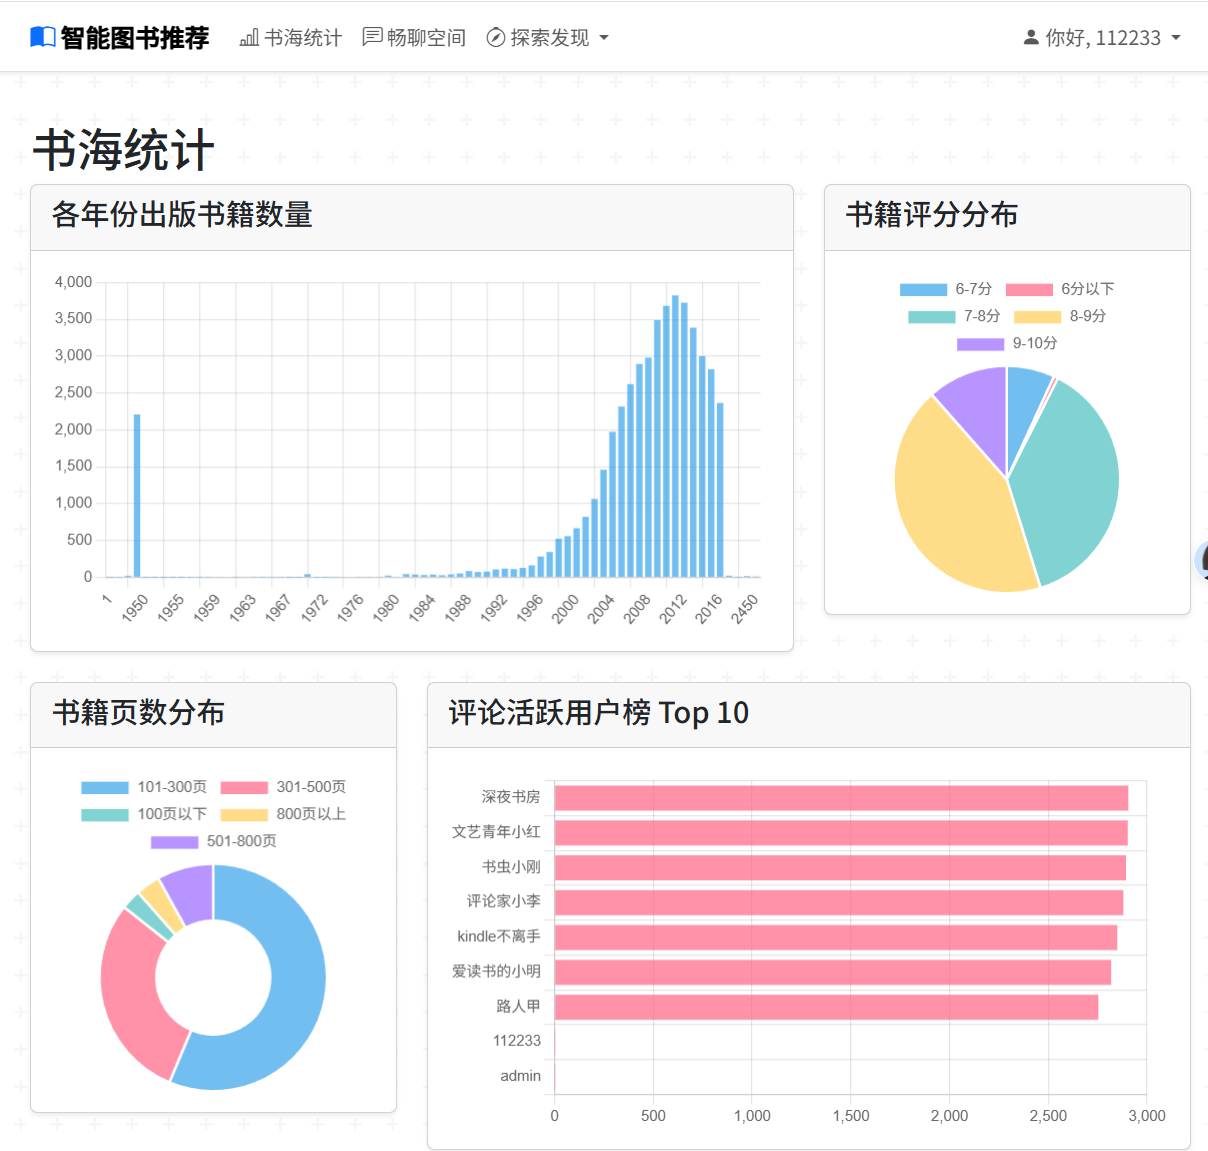 智能图书推荐 书海统计 畅聊空间 探索发现 你好, 112233
书海统计
各年份出版书籍数量
4,000
3,500
3,000
2,500
2,000
1,500
1,000
500
0
1 1950 1955 1959 1963 1967 1972 1976 1980 1984 1988 1992 1996 2000 2004 2008 2012 2016 2450
书籍评分分布
6-7分 6分以下
7-8分 8-9分
9-10分
书籍页数分布
101-300页 301-500页
100页以下 800页以上
501-800页
评论活跃用户榜 Top 10
深夜书房
文艺青年小红
书虫小刚
评论家小李
kindle不离手
爱读书的小明
路人甲
112233
admin
0 500 1,000 1,500 2,000 2,500 3,000